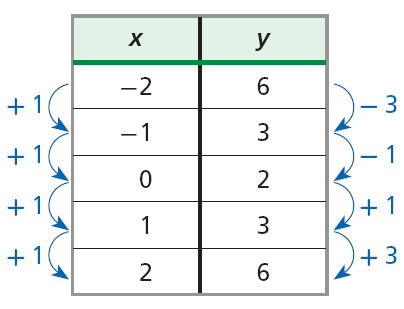 x y
−2 6
+ 1 − 3
−1 3
+ 1 − 1
0 2
+ 1 + 1
1 3
+ 1 + 3
2 6